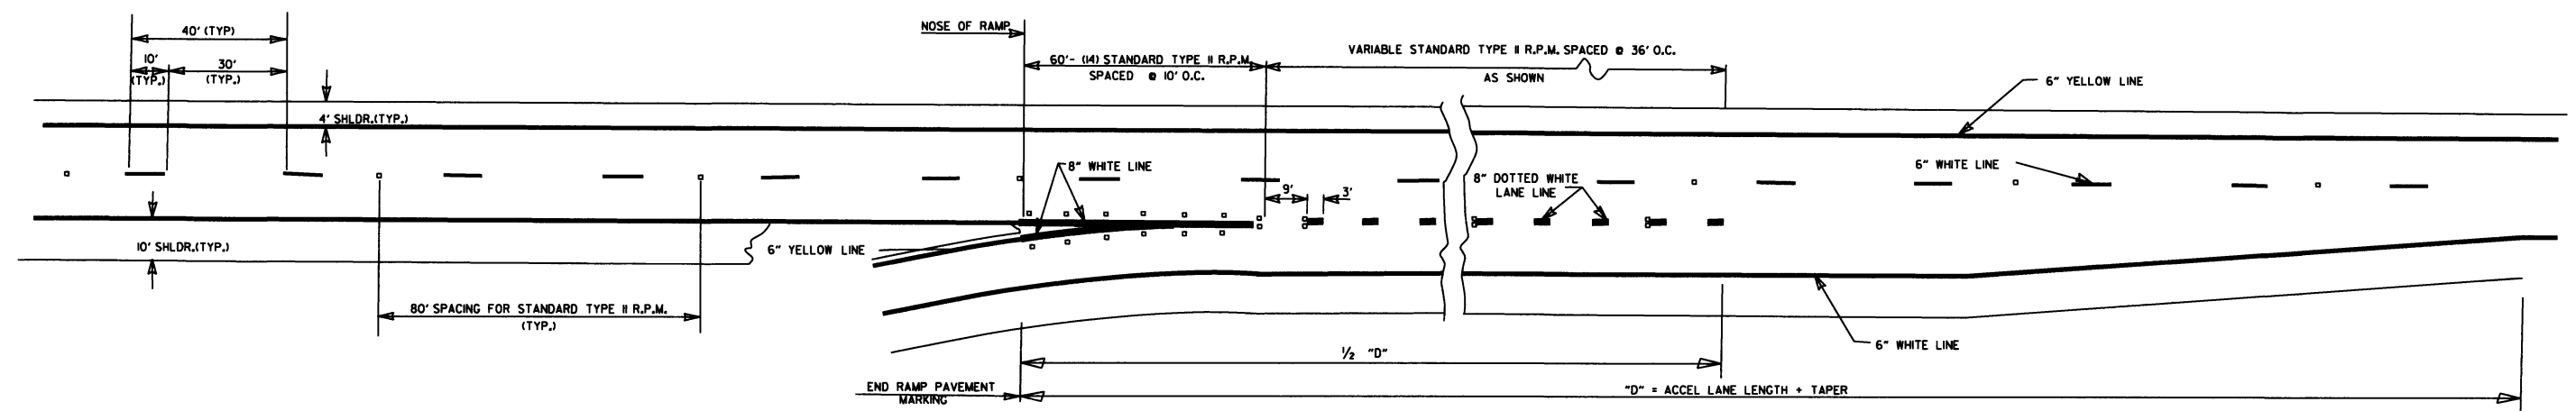 40' (TYP)
10'
(TYP.)
30'
(TYP.)
4' SHLDR.(TYP.)
10' SHLDR.(TYP.)
80' SPACING FOR STANDARD TYPE II R.P.M.
(TYP.)
NOSE OF RAMP
60'- (14) STANDARD TYPE II R.P.M.
SPACED @ 10' O.C.
VARIABLE STANDARD TYPE II R.P.M. SPACED @ 36' O.C.
AS SHOWN
6" YELLOW LINE
8" WHITE LINE
6" YELLOW LINE
9'
3'
8" DOTTED WHITE
LANE LINE
6" WHITE LINE
6" WHITE LINE
1/2 "D"
END RAMP PAVEMENT
MARKING
"D" = ACCEL LANE LENGTH + TAPER